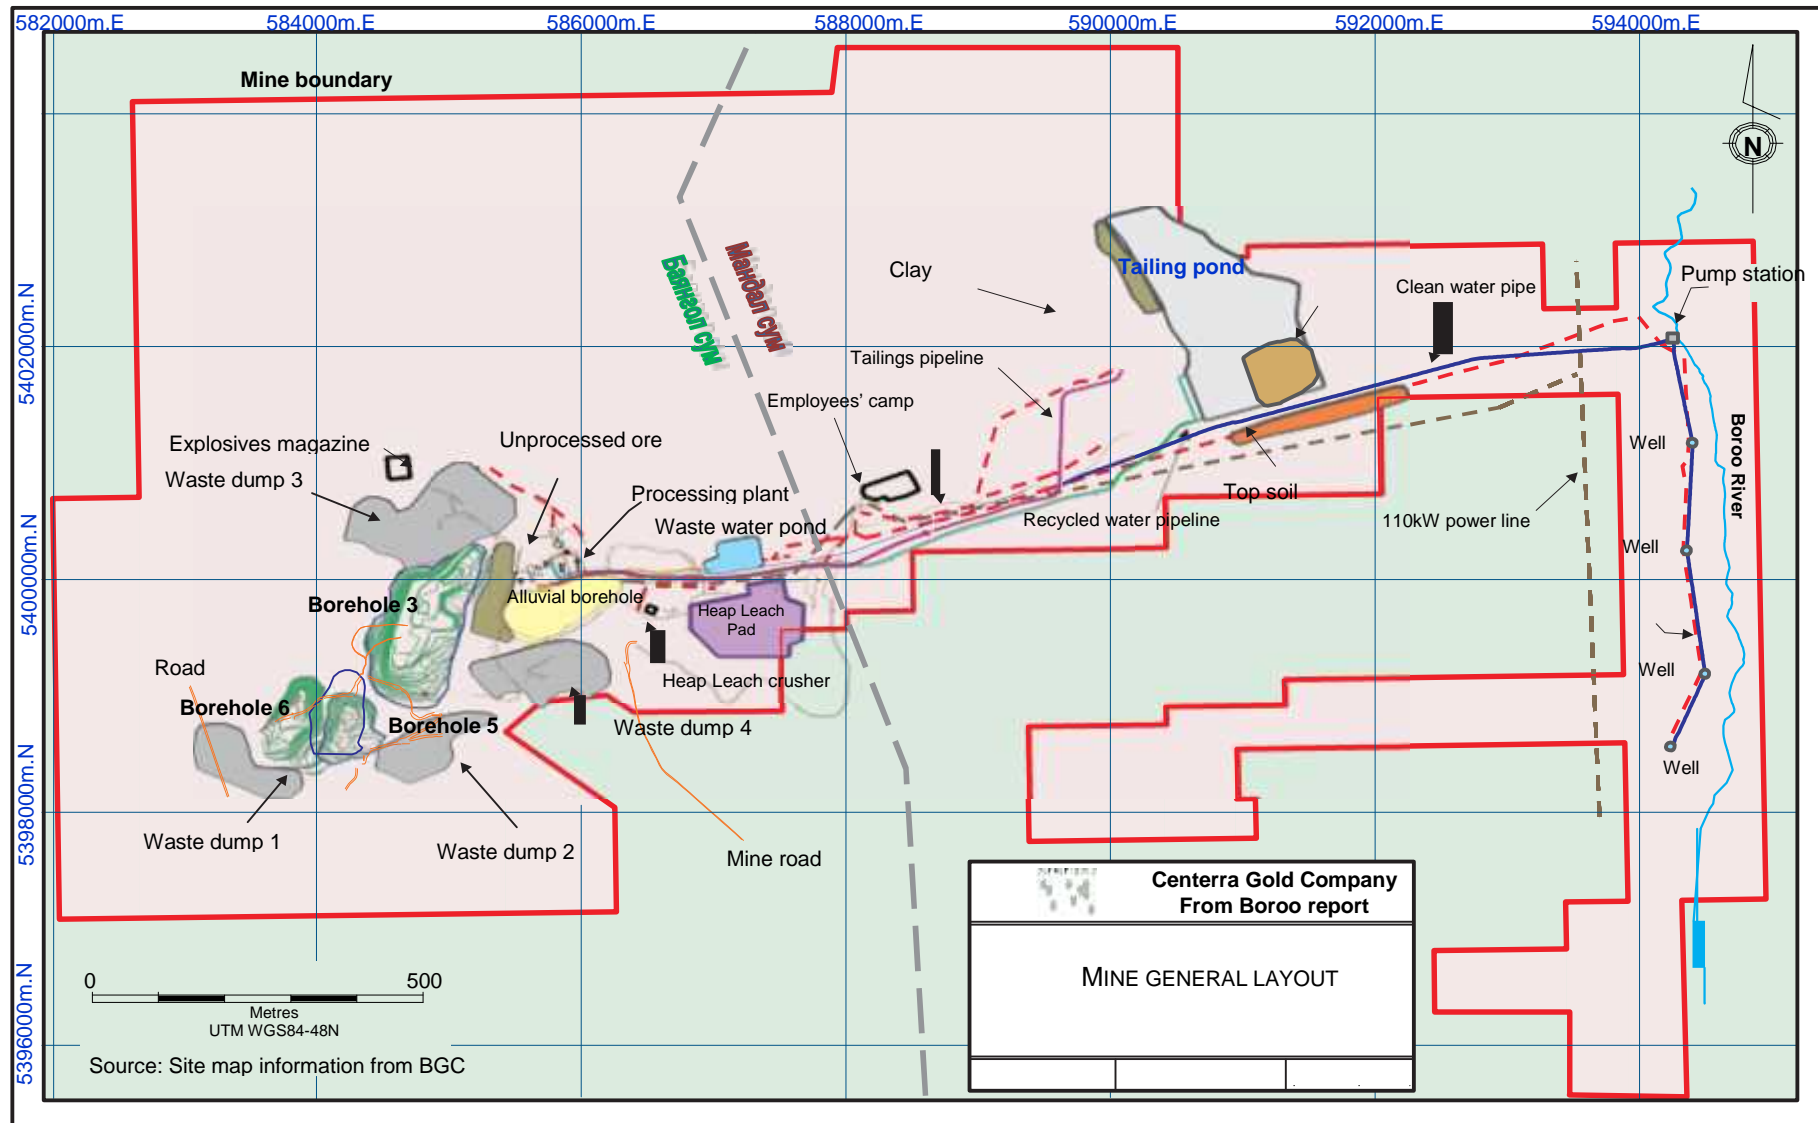 582000m.E
584000m.E
586000m.E
588000m.E
590000m.E
592000m.E
594000m.E
Mine boundary
N
Баянгол сум
Мандал сум
Clay
Tailing pond
Clean water pipe
Pump station
5402000m.N
Tailings pipeline
Employees’ camp
Explosives magazine
Unprocessed ore
Waste dump 3
Processing plant
Waste water pond
Top soil
Recycled water pipeline
110kW power line
Well
Boroo River
Well
5400000m.N
Borehole 3
Alluvial borehole
Heap Leach
Pad
Road
Heap Leach crusher
Well
Borehole 6
Borehole 5
Waste dump 4
Well
5398000m.N
Waste dump 1
Waste dump 2
Mine road
Centerra Gold Company
From Boroo report
MINE GENERAL LAYOUT
0
500
Metres
UTM WGS84-48N
5396000m.N
Source: Site map information from BGC